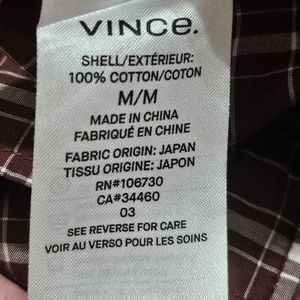 VINCE.
SHELL/EXTÉRIEUR:
100% COTTON/COTON
M/M
MADE IN CHINA
FABRIQUÉ EN CHINE
FABRIC ORIGIN: JAPAN
TISSU ORIGINE: JAPON
RN#106730
CA#34460
03
SEE REVERSE FOR CARE
VOIR AU VERSO POUR LES SOINS